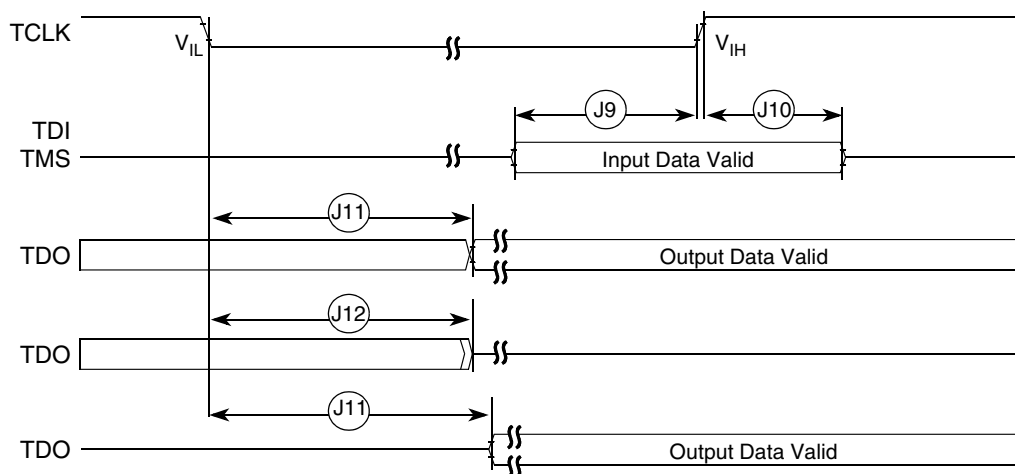 TCLK
V_IL
V_IH
J9
J10
TDI
TMS
Input Data Valid
J11
TDO
Output Data Valid
J12
TDO
J11
TDO
Output Data Valid